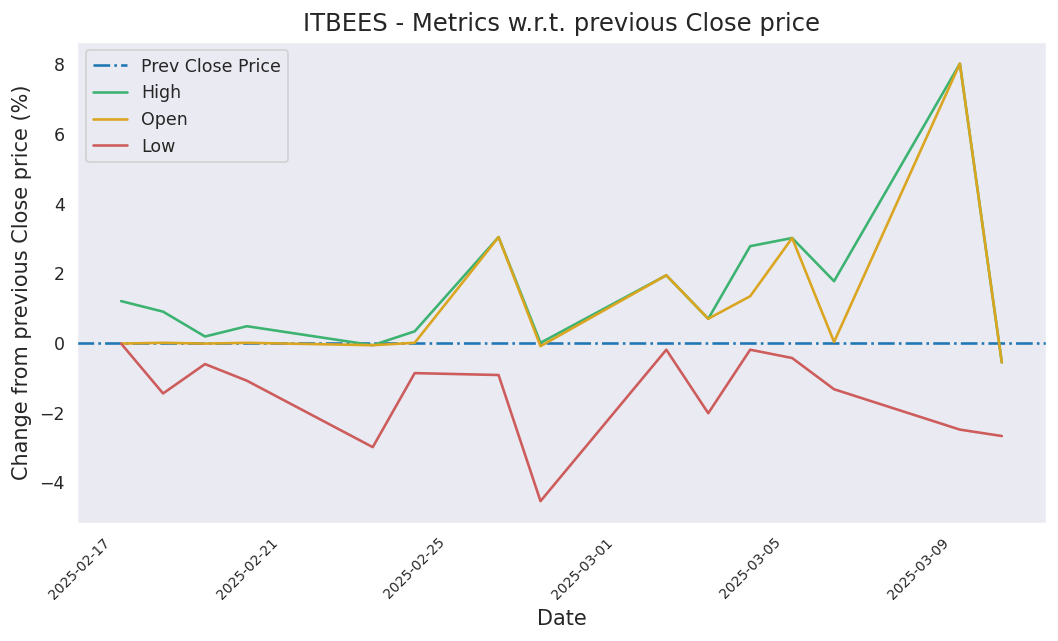 ITBEES - Metrics w.r.t. previous Close price
Prev Close Price
High
Open
Low
Change from previous Close price (%)
8
6
4
2
0
−2
−4
2025-02-17
2025-02-21
2025-02-25
2025-03-01
2025-03-05
2025-03-09
Date